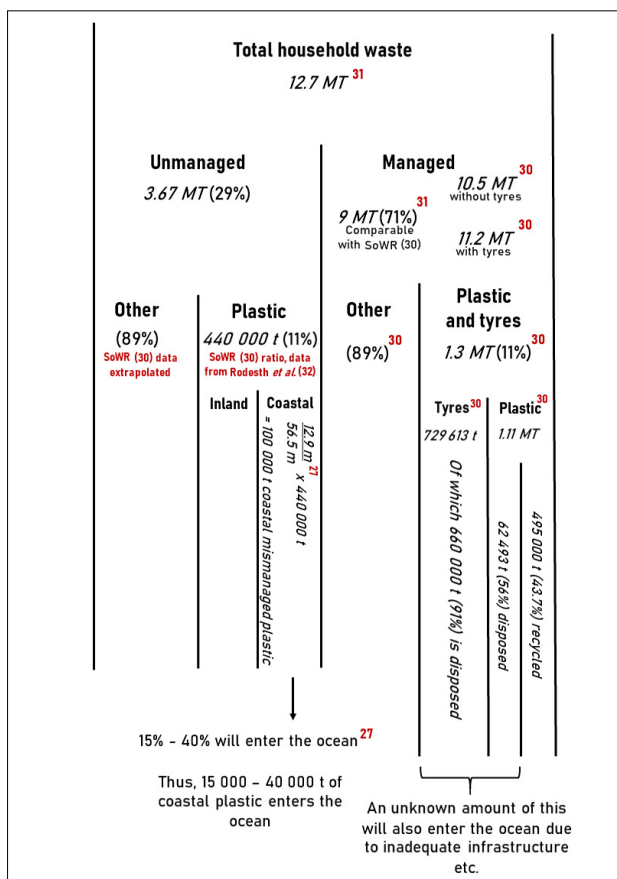 Total household waste
12.7 MT 31
Unmanaged
3.67 MT (29%)
Managed
10.5 MT 30
without tyres
9 MT (71%) 31
Comparable
with SoWR (30)
11.2 MT 30
with tyres
Other
(89%)
SoWR (30) data
extrapolated
Plastic
440 000 t (11%)
SoWR (30) ratio, data
from Rodesth et al. (32)
Other
(89%) 30
Plastic
and tyres
1.3 MT (11%) 30
Inland
Coastal
12.9 m 27
56.5 m
x 440 000 t
= 100 000 t coastal mismanaged plastic
Tyres 30
729 613 t
Of which 660 000 t (91%) is disposed
Plastic 30
1.11 MT
62 493 t (56%) disposed
495 000 t (43.7%) recycled
15% - 40% will enter the ocean 27
Thus, 15 000 – 40 000 t of
coastal plastic enters the
ocean
An unknown amount of this
will also enter the ocean due
to inadequate infrastructure
etc.